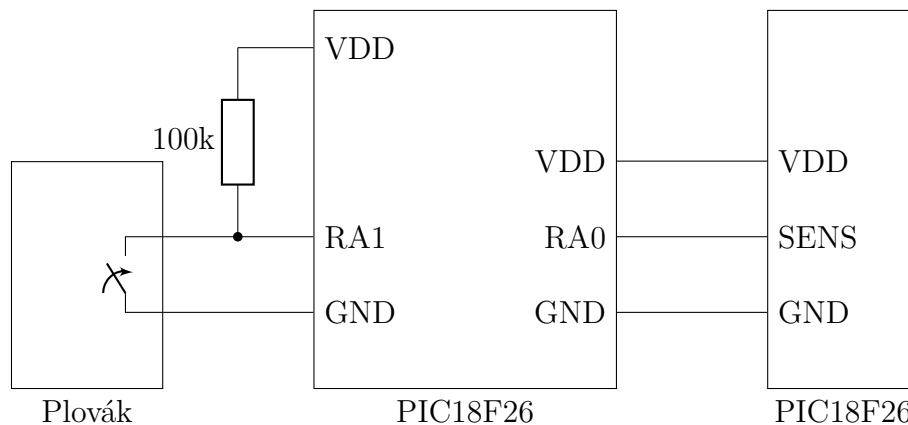 VDD
100k
VDD VDD
RA1 RA0 SENS
GND GND GND
Plovák PIC18F26 PIC18F26